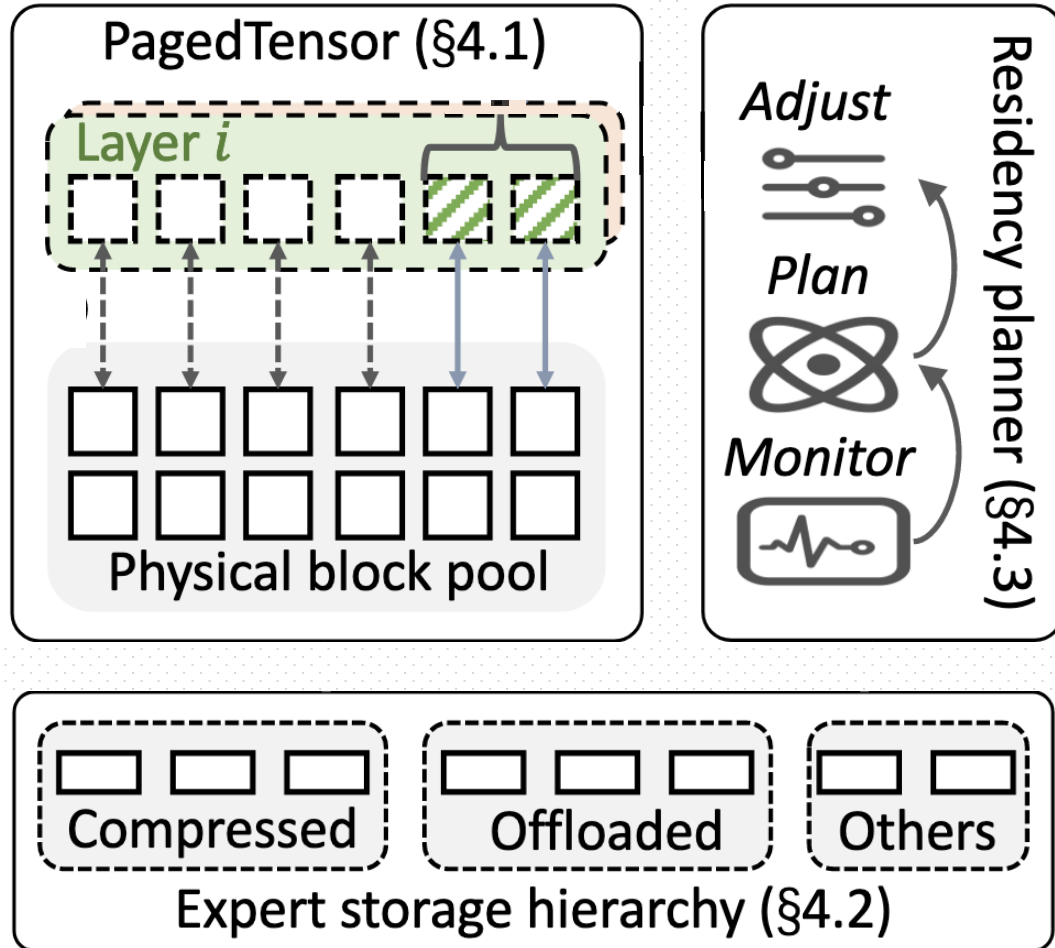 PagedTensor (§4.1)
Layer i
Physical block pool
Adjust
Plan
Monitor
Residency planner (§4.3)
Compressed
Offloaded
Others
Expert storage hierarchy (§4.2)